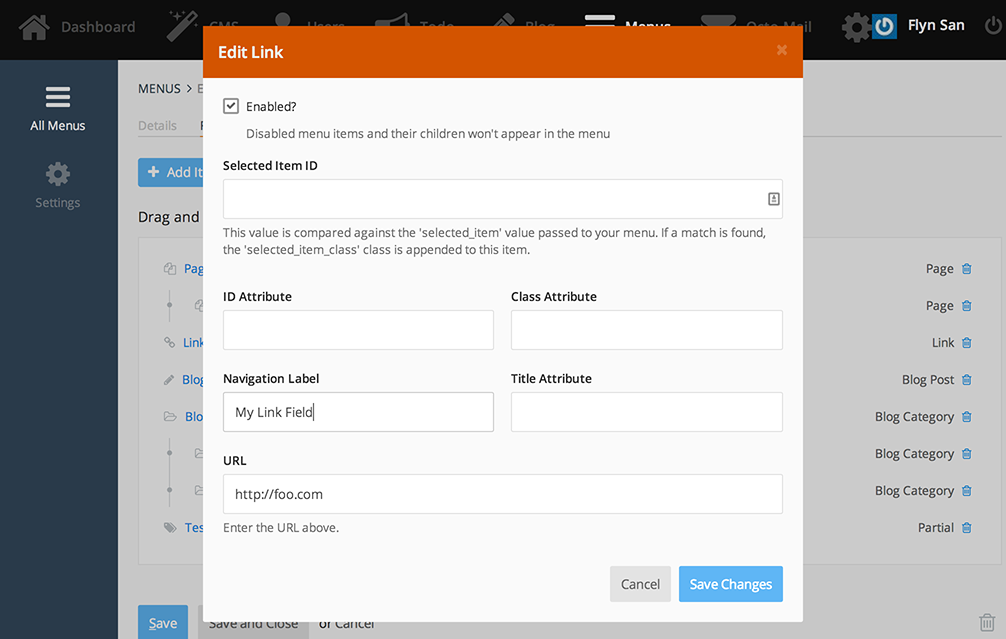 Dashboard
CMS
Users
Todo
Blog
Menus
Octo Mail
Flyn San
All Menus
Settings
MENUS >
Details
+ Add
Drag and
Page
Page
Link
Link
Blog
Blog Post
Blog Category
Blog Category
Blog Category
Partial
Edit Link
×
Enabled?
Disabled menu items and their children won't appear in the menu
Selected Item ID
This value is compared against the 'selected_item' value passed to your menu. If a match is found,
the 'selected_item_class' class is appended to this item.
ID Attribute
Class Attribute
Navigation Label
Title Attribute
My Link Field
URL
http://foo.com
Enter the URL above.
Cancel
Save Changes
Save
Save and Close
or Cancel